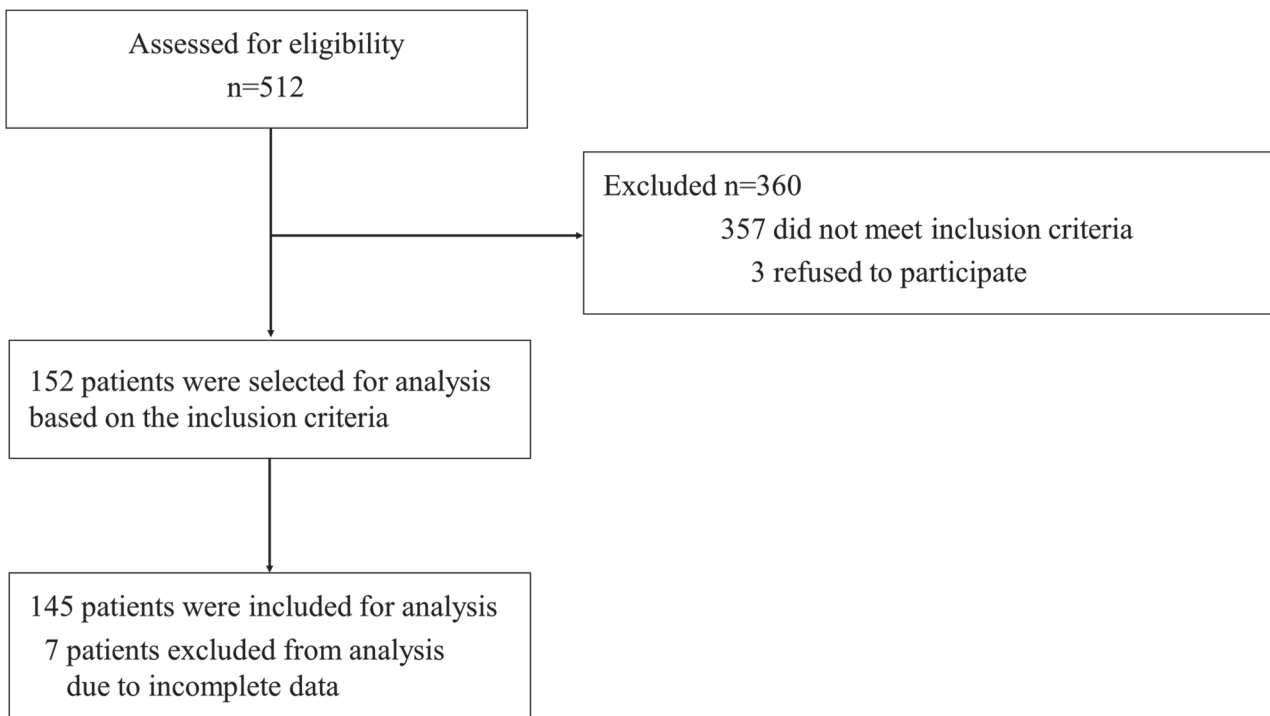 Assessed for eligibility
n=512
Excluded n=360
357 did not meet inclusion criteria
3 refused to participate
152 patients were selected for analysis
based on the inclusion criteria
145 patients were included for analysis
7 patients excluded from analysis
due to incomplete data